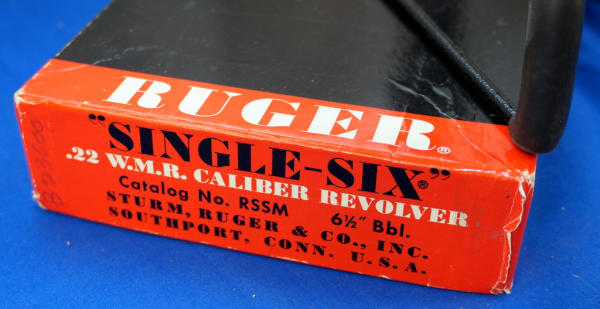 RUGER®
"SINGLE-SIX"®
.22 W.M.R. CALIBER REVOLVER
Catalog No. RSSM 6½" Bbl.
STURM, RUGER & CO., INC.
SOUTHPORT, CONN. U.S.A.